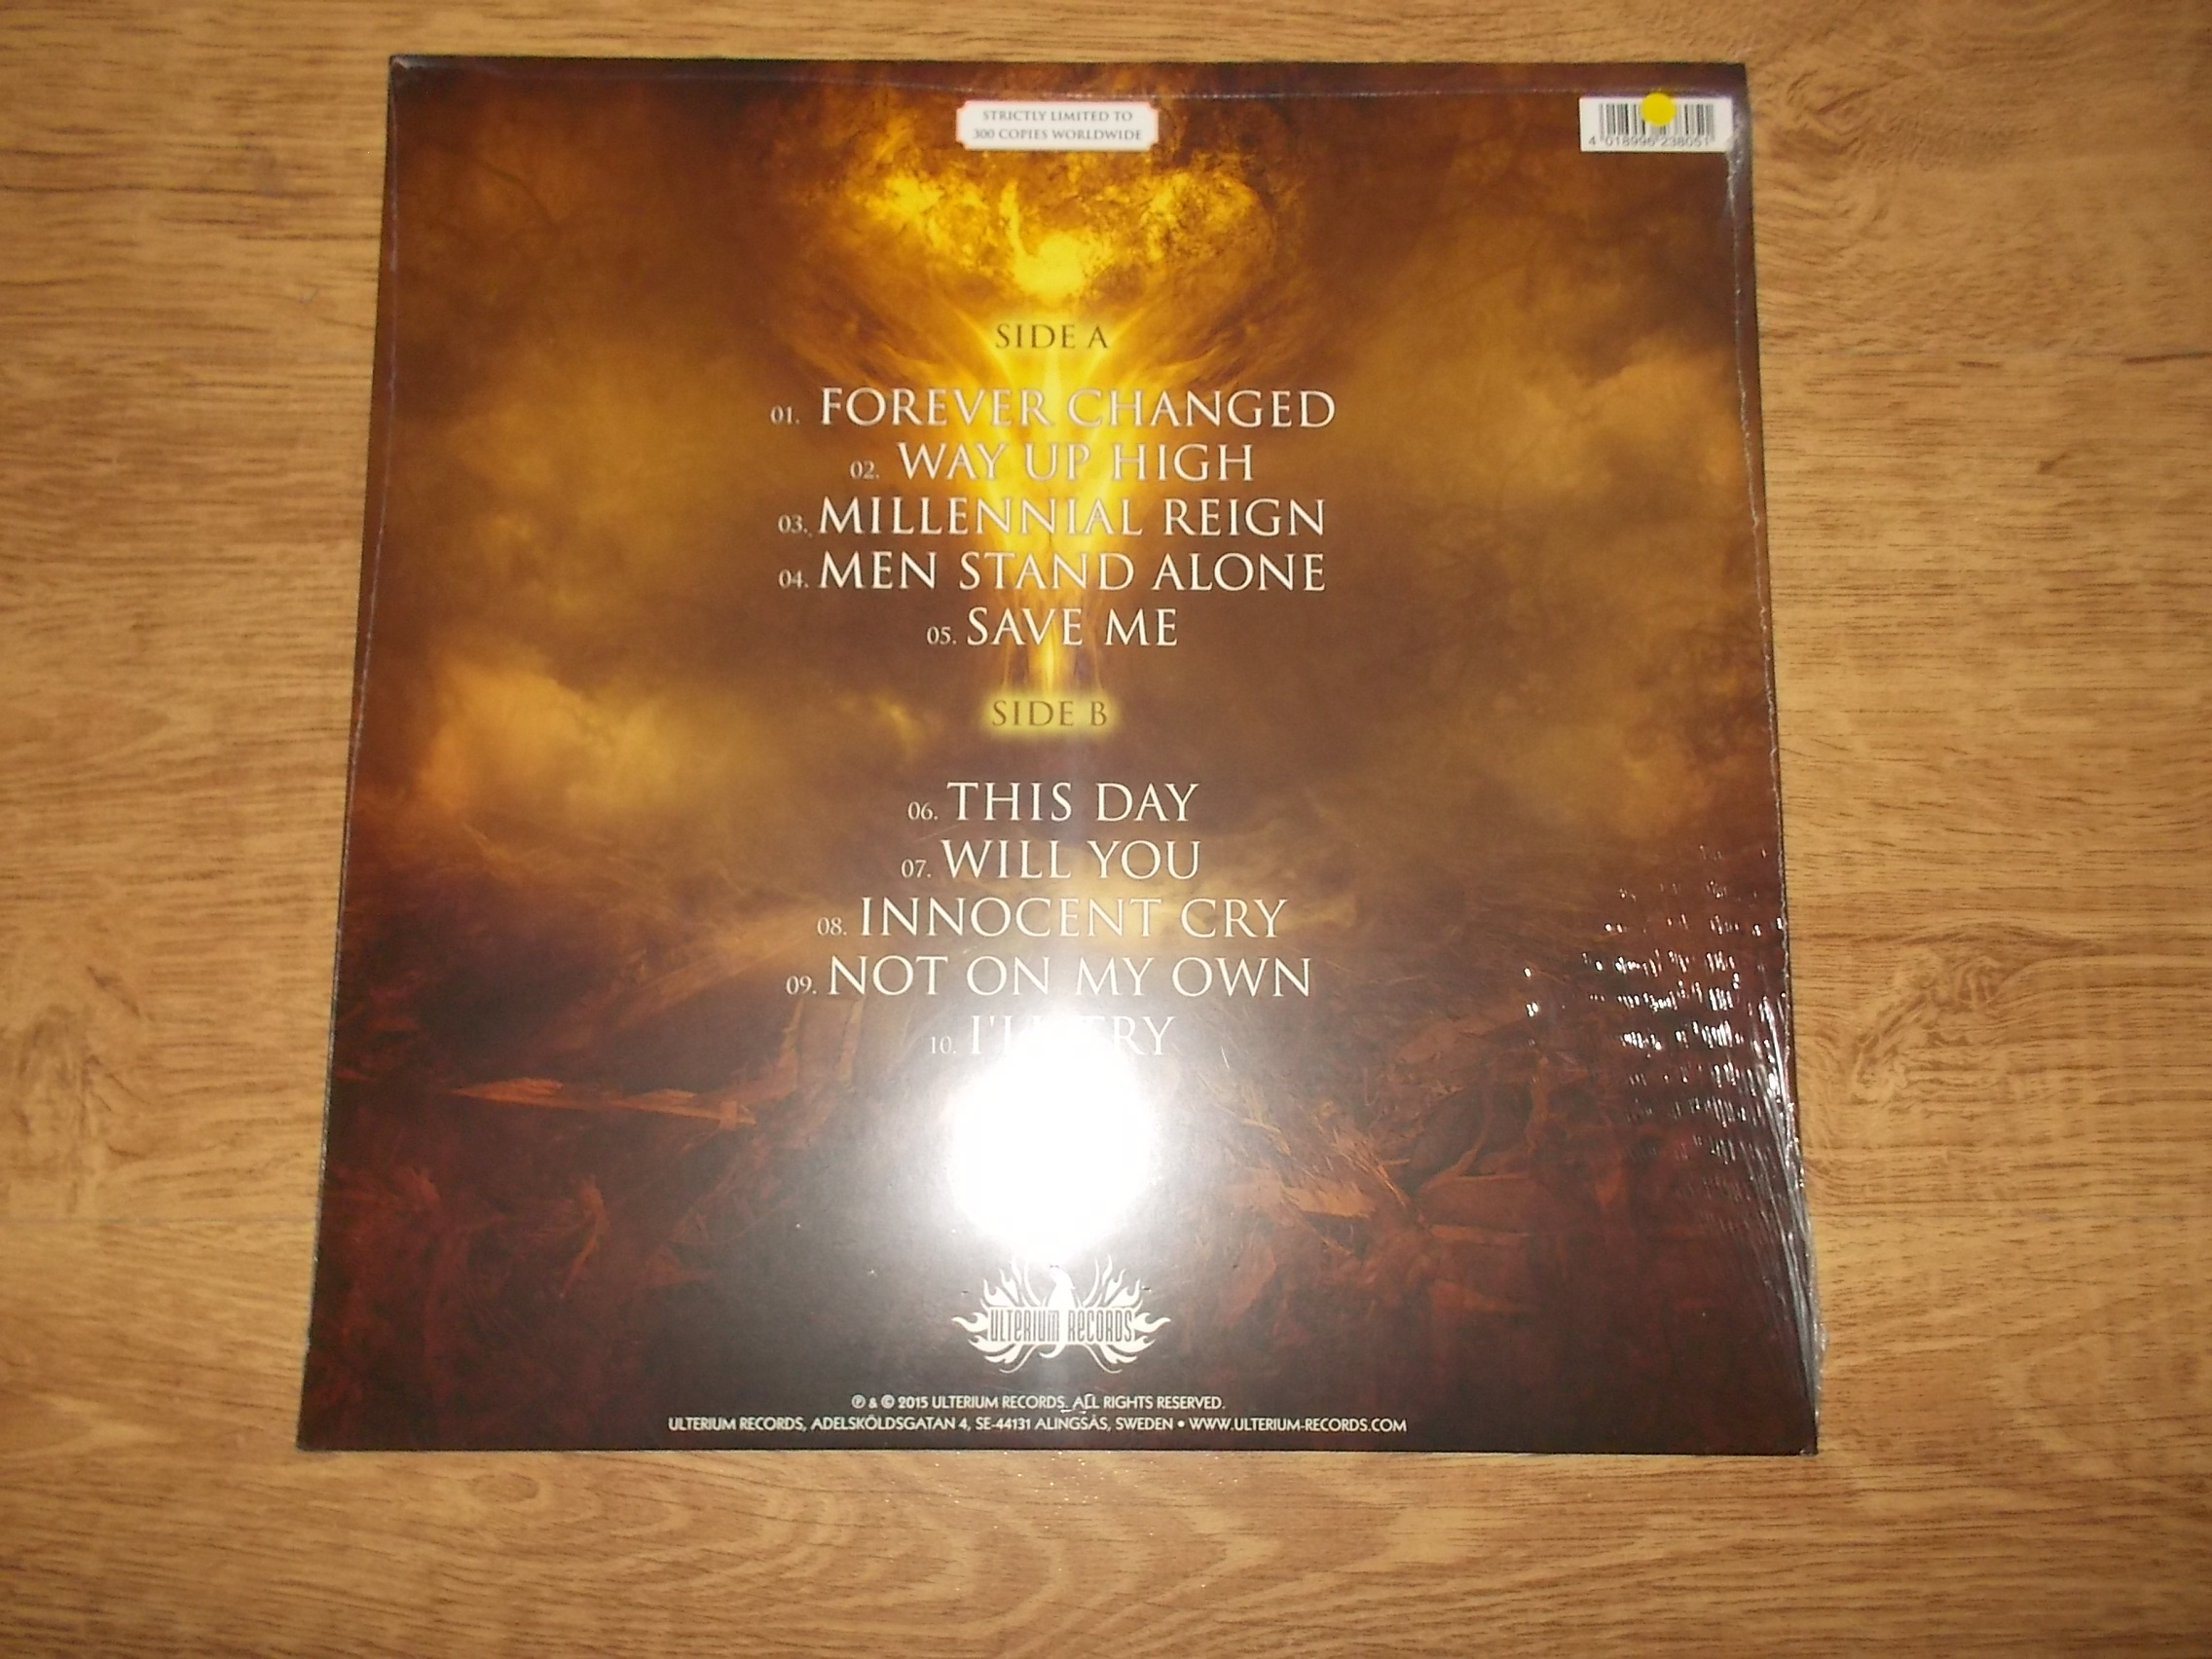 STRICTLY LIMITED TO
300 COPIES WORLDWIDE
4 018996 238051
SIDE A
01. FOREVER CHANGED
02. WAY UP HIGH
03. MILLENNIAL REIGN
04. MEN STAND ALONE
05. SAVE ME
SIDE B
06. THIS DAY
07. WILL YOU
08. INNOCENT CRY
09. NOT ON MY OWN
10. I'LL TRY
ULTERIUM RECORDS
℗ & © 2015 ULTERIUM RECORDS. ALL RIGHTS RESERVED.
ULTERIUM RECORDS, ADELSKÖLDSGATAN 4, SE-44131 ALINGSÅS, SWEDEN • WWW.ULTERIUM-RECORDS.COM